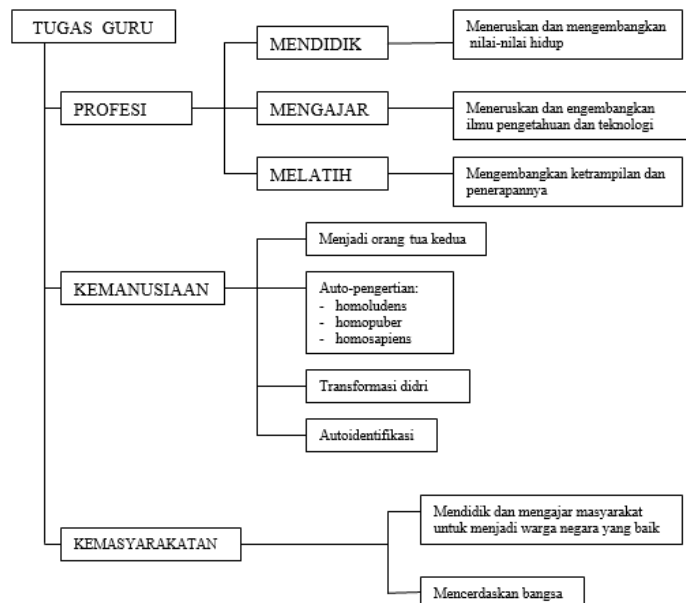 TUGAS GURU
PROFESI
MENDIDIK
Meneruskan dan mengembangkan
nilai-nilai hidup
MENGAJAR
Meneruskan dan engembangkan
ilmu pengetahuan dan teknologi
MELATIH
Mengembangkan ketrampilan dan
penerapannya
KEMANUSIAAN
Menjadi orang tua kedua
Auto-pengertian:
- homoludens
- homopuber
- homosapiens
Transformasi didri
Autoidentifikasi
KEMASYARAKATAN
Mendidik dan mengajar masyarakat
untuk menjadi warga negara yang baik
Mencerdaskan bangsa